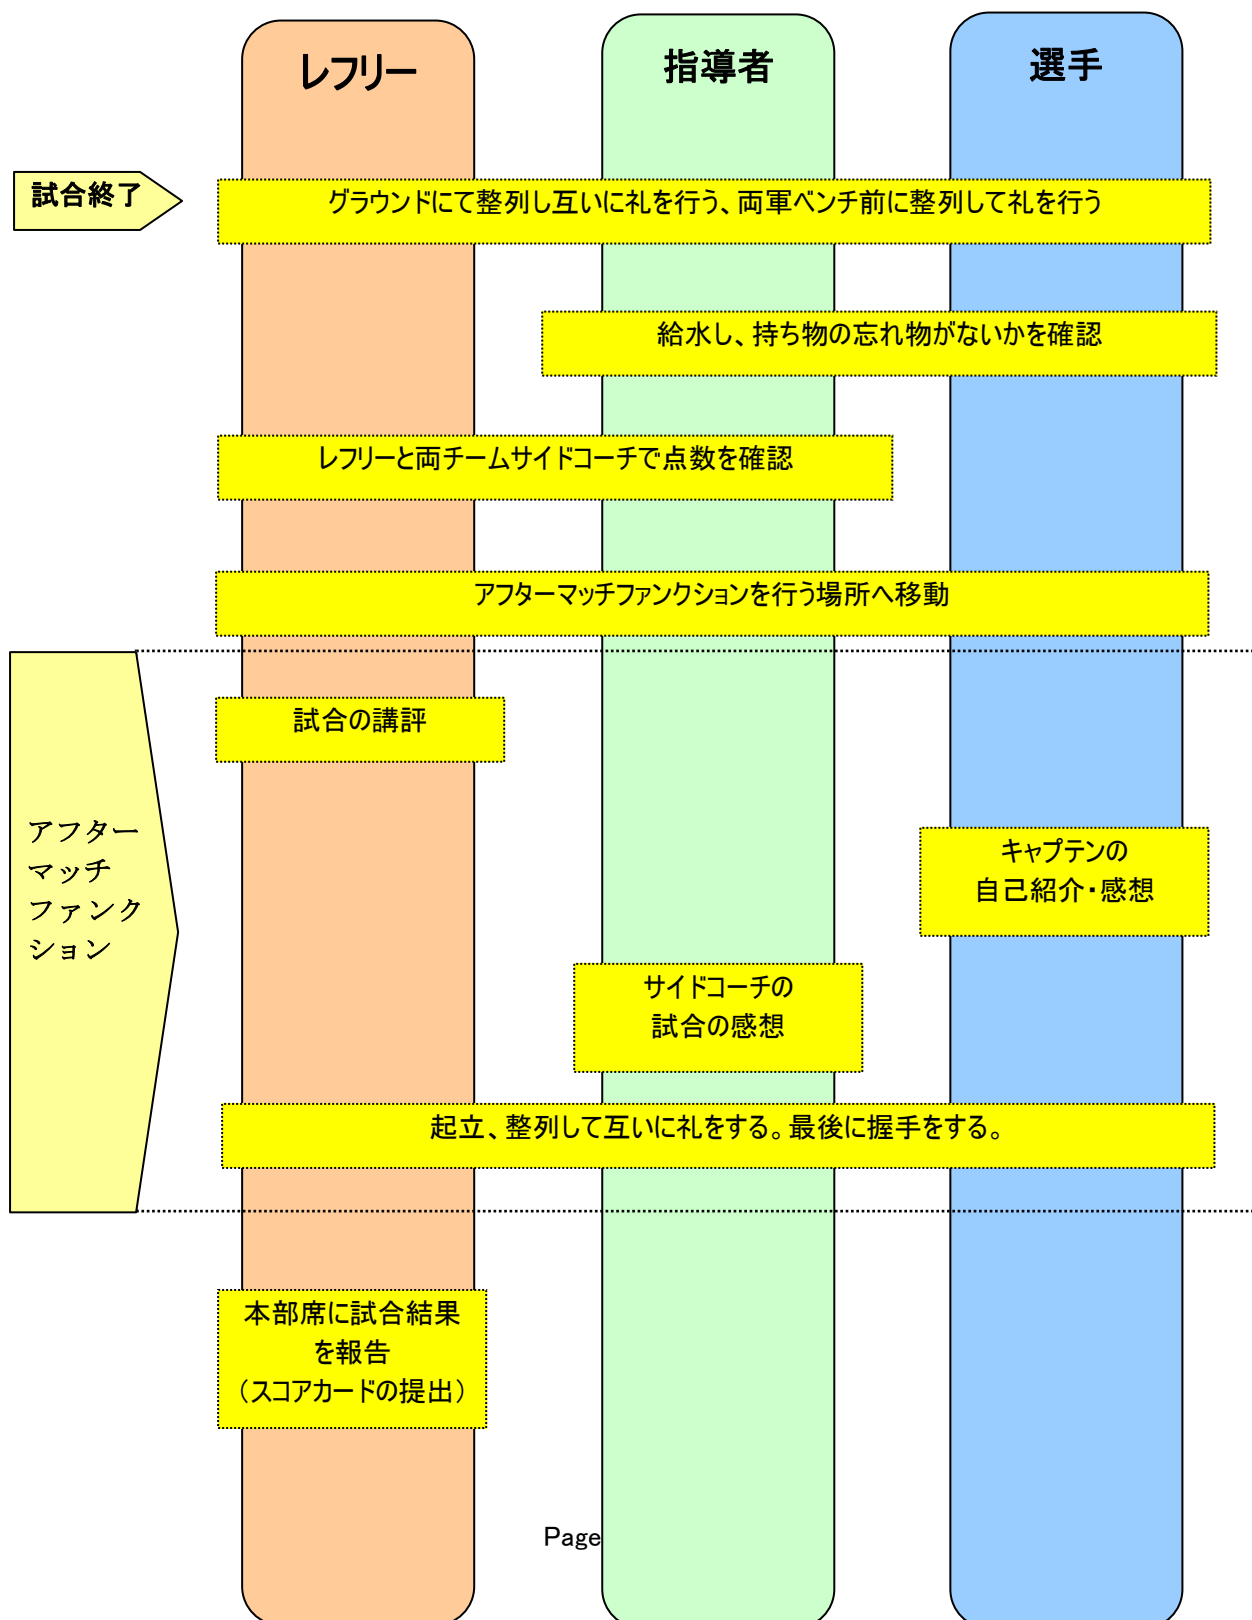 レフリー
指導者
選手
試合終了
グラウンドにて整列し互いに礼を行う、両軍ベンチ前に整列して礼を行う
給水し、持ち物の忘れ物がないかを確認
レフリーと両チームサイドコーチで点数を確認
アフターマッチファンクションを行う場所へ移動
アフター
マッチ
ファンク
ション
試合の講評
キャプテンの
自己紹介・感想
サイドコーチの
試合の感想
起立、整列して互いに礼をする。最後に握手をする。
本部席に試合結果
を報告
（スコアカードの提出）
Page